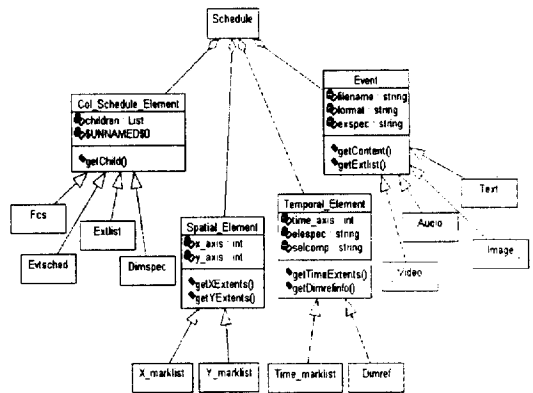 Schedule
Event
filename : string
format : string
exspec : string
getContent()
getExtlist()
Col_Schedule_Element
children : List
$UNNAMED$0
getChild()
Text
Fcs
Extlist
Audio
Image
Evtsched
Dimspec
Spatial_Element
x_axis : int
y_axis : int
getXExtents()
getYExtents()
Temporal_Element
time_axis : int
elespec : string
selcomp : string
getTimeExtents()
getDimrefinfo()
Video
X_marklist
Y_marklist
Time_marklist
Dimref